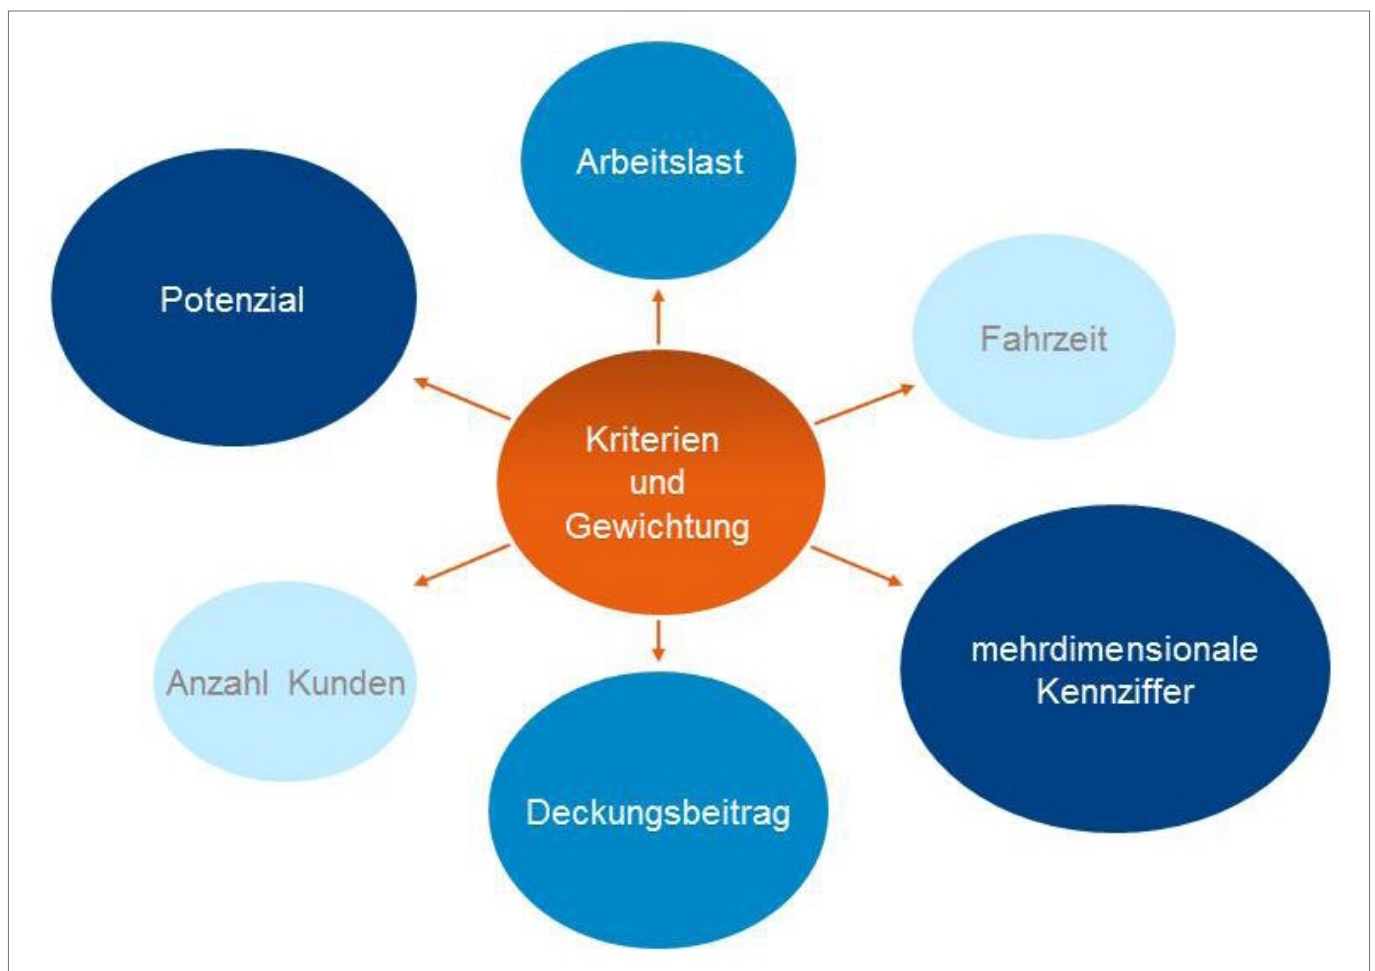 Arbeitslast
Potenzial
Fahrzeit
Kriterien
und
Gewichtung
mehrdimensionale
Kennziffer
Anzahl Kunden
Deckungsbeitrag